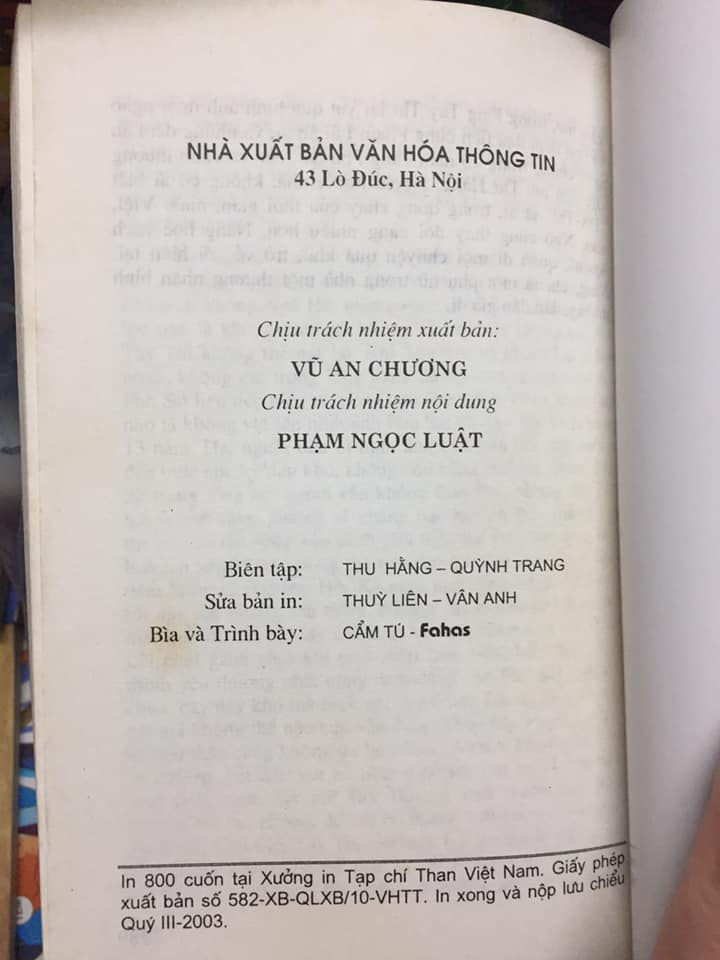 NHÀ XUẤT BẢN VĂN HÓA THÔNG TIN
43 Lò Đúc, Hà Nội
Chịu trách nhiệm xuất bản:
VŨ AN CHƯƠNG
Chịu trách nhiệm nội dung
PHẠM NGỌC LUẬT
Biên tập: THU HẰNG – QUỲNH TRANG
Sửa bản in: THUỲ LIÊN – VÂN ANH
Bìa và Trình bày: CẨM TÚ - Fahas
In 800 cuốn tại Xưởng in Tạp chí Than Việt Nam. Giấy phép
xuất bản số 582-XB-QLXB/10-VHTT. In xong và nộp lưu chiểu
Quý III-2003.